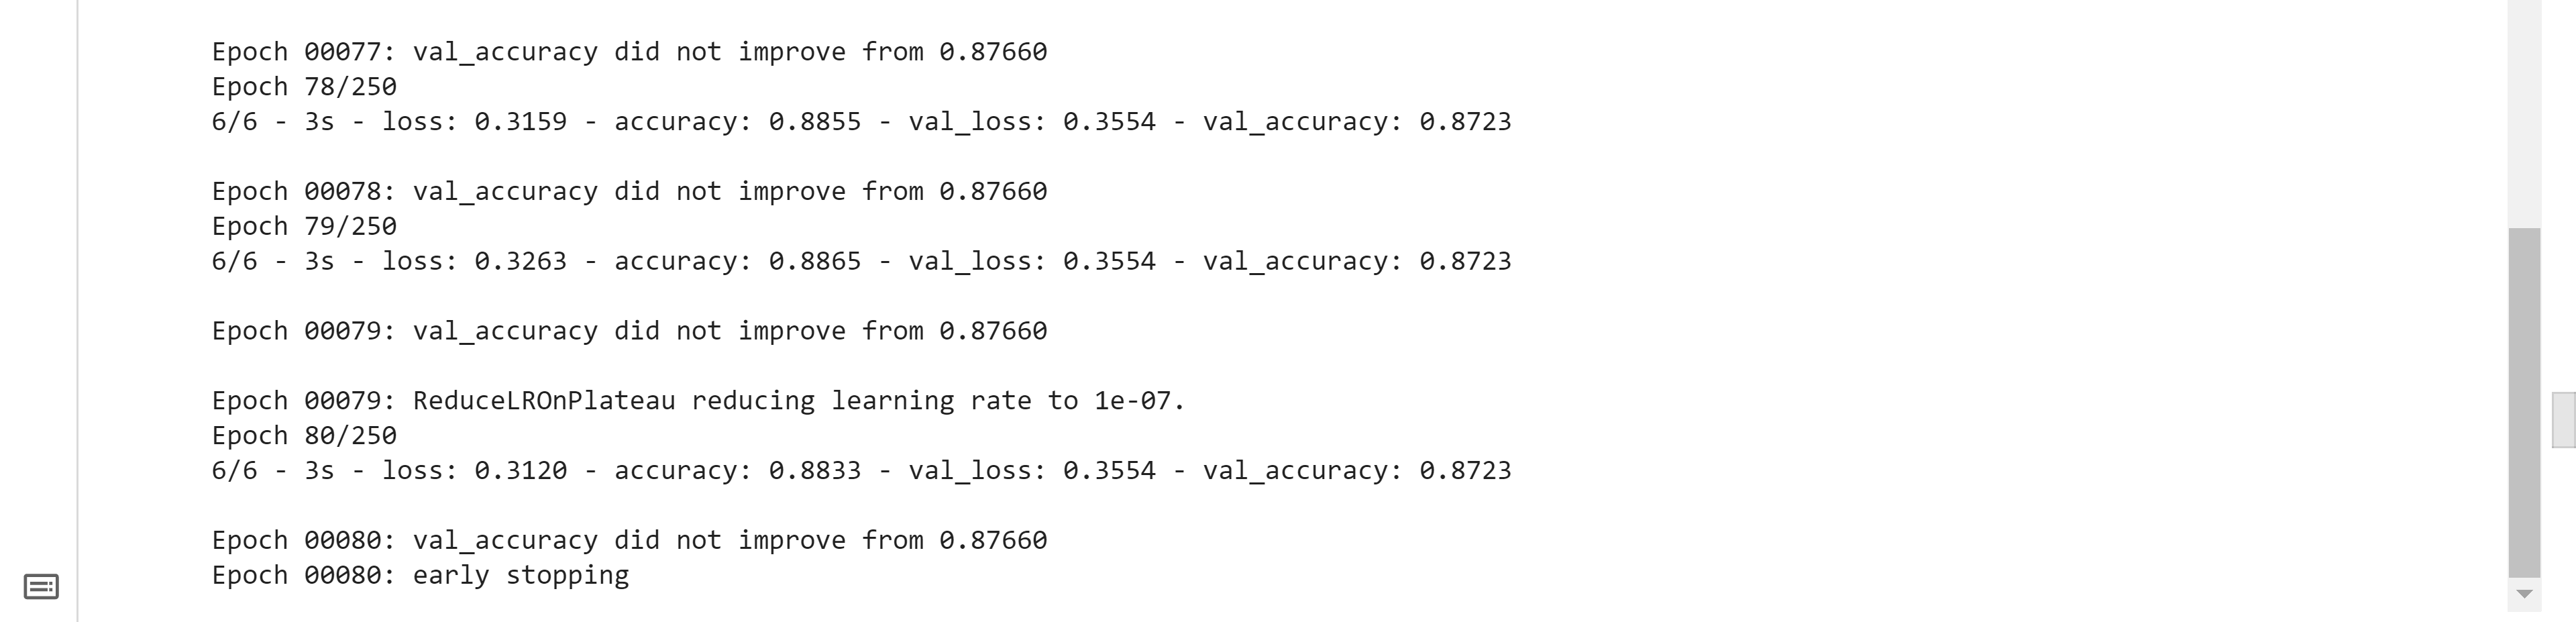 Epoch 00077: val_accuracy did not improve from 0.87660
Epoch 78/250
6/6 - 3s - loss: 0.3159 - accuracy: 0.8855 - val_loss: 0.3554 - val_accuracy: 0.8723
Epoch 00078: val_accuracy did not improve from 0.87660
Epoch 79/250
6/6 - 3s - loss: 0.3263 - accuracy: 0.8865 - val_loss: 0.3554 - val_accuracy: 0.8723
Epoch 00079: val_accuracy did not improve from 0.87660
Epoch 00079: ReduceLROnPlateau reducing learning rate to 1e-07.
Epoch 80/250
6/6 - 3s - loss: 0.3120 - accuracy: 0.8833 - val_loss: 0.3554 - val_accuracy: 0.8723
Epoch 00080: val_accuracy did not improve from 0.87660
Epoch 00080: early stopping